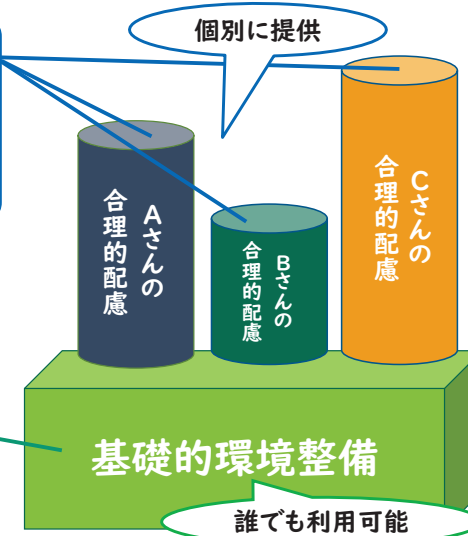 個別に提供
Aさんの
合理的配慮
Bさんの
合理的配慮
Cさんの
合理的配慮
基礎的環境整備
誰でも利用可能